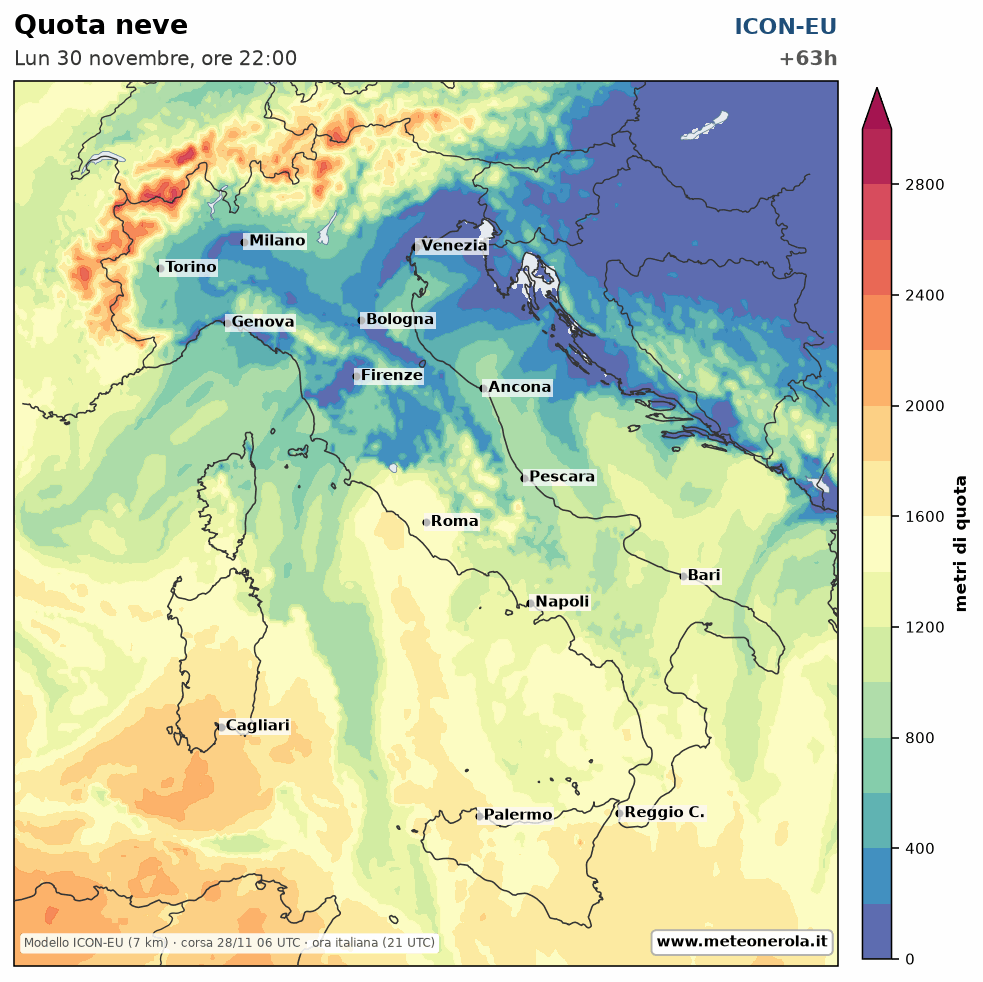 Quota neve
ICON-EU
Lun 30 novembre, ore 22:00
+63h
Milano
Venezia
Torino
Genova
Bologna
Firenze
Ancona
Pescara
Roma
Bari
Napoli
Cagliari
Palermo
Reggio C.
2800
2400
2000
1600
1200
800
400
0
metri di quota
Modello ICON-EU (7 km) · corsa 28/11 06 UTC · ora italiana (21 UTC)
www.meteonerola.it